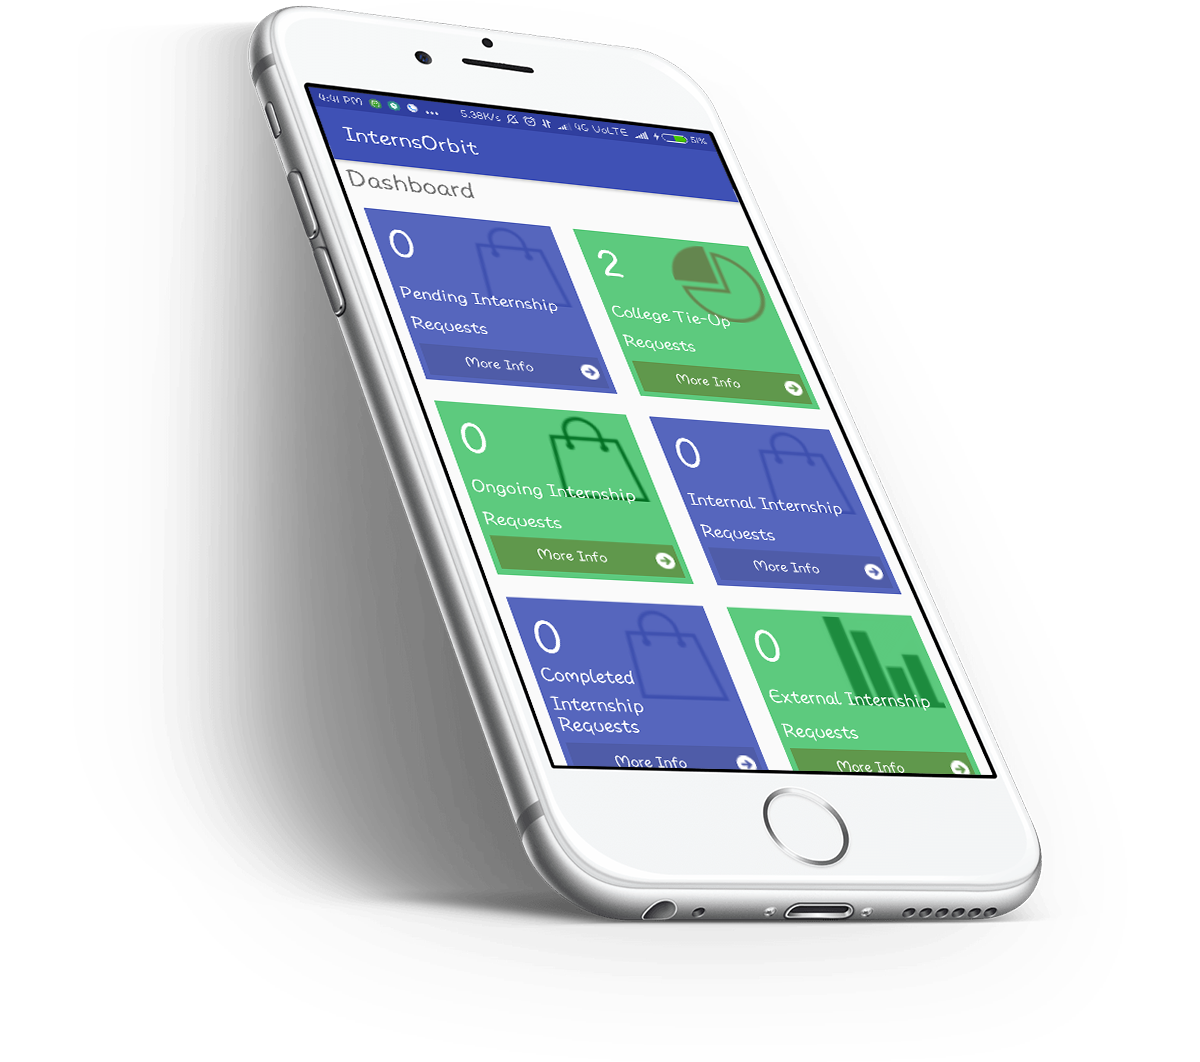 4:41 PM ... 5.38K/s 4G VoLTE 51%
InternsOrbit
Dashboard
0
Pending Internship
Requests
More Info
2
College Tie-Up
Requests
More Info
0
Ongoing Internship
Requests
More Info
0
Internal Internship
Requests
More Info
0
Completed
Internship
Requests
More Info
0
External Internship
Requests
More Info